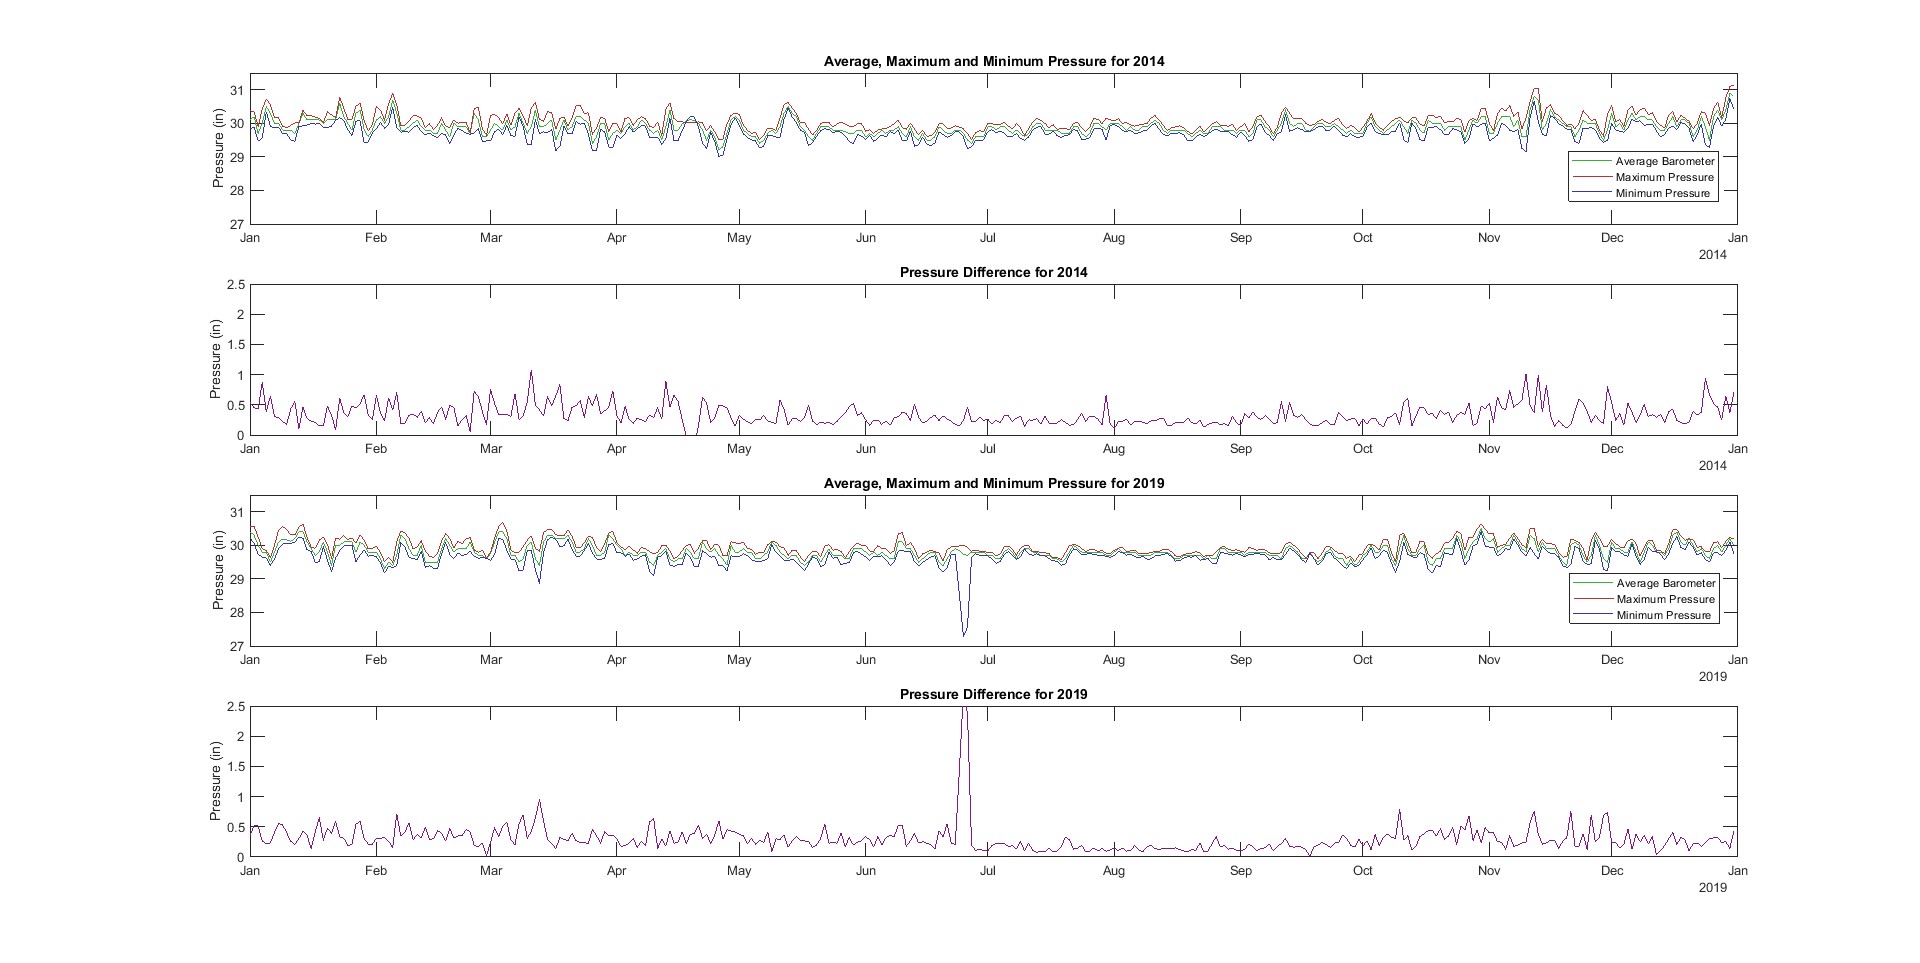 Average, Maximum and Minimum Pressure for 2014
Pressure (in)
31
30
29
28
27
Average Barometer
Maximum Pressure
Minimum Pressure
Jan Feb Mar Apr May Jun Jul Aug Sep Oct Nov Dec Jan
2014
Pressure Difference for 2014
Pressure (in)
2.5
2
1.5
1
0.5
0
Jan Feb Mar Apr May Jun Jul Aug Sep Oct Nov Dec Jan
2014
Average, Maximum and Minimum Pressure for 2019
Pressure (in)
31
30
29
28
27
Average Barometer
Maximum Pressure
Minimum Pressure
Jan Feb Mar Apr May Jun Jul Aug Sep Oct Nov Dec Jan
2019
Pressure Difference for 2019
Pressure (in)
2.5
2
1.5
1
0.5
0
Jan Feb Mar Apr May Jun Jul Aug Sep Oct Nov Dec Jan
2019